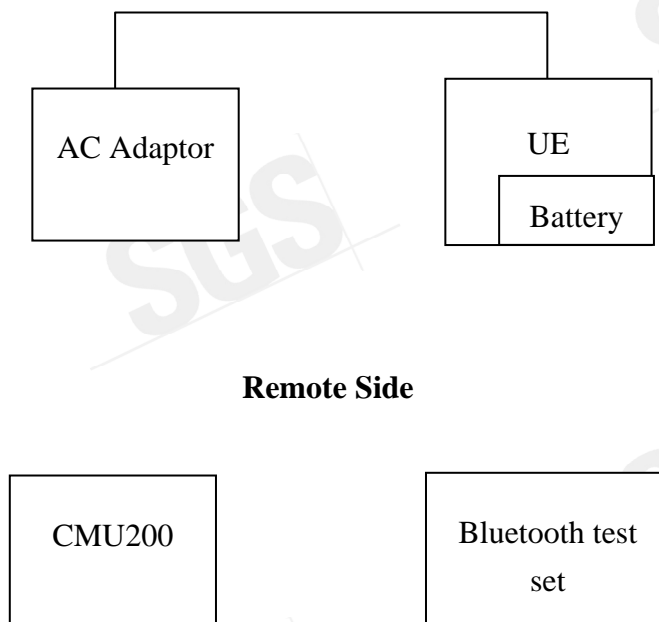 AC Adaptor
UE
Battery
SGS
Remote Side
CMU200
Bluetooth test
set